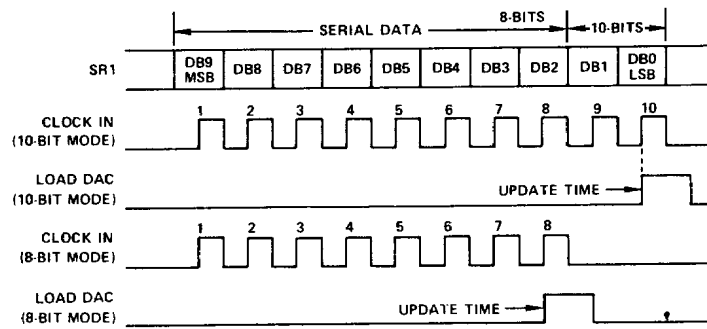 SERIAL DATA 8-BITS 10-BITS
SR1 DB9 MSB DB8 DB7 DB6 DB5 DB4 DB3 DB2 DB1 DB0 LSB
CLOCK IN (10-BIT MODE) 1 2 3 4 5 6 7 8 9 10
LOAD DAC (10-BIT MODE) UPDATE TIME
CLOCK IN (8-BIT MODE) 1 2 3 4 5 6 7 8
LOAD DAC (8-BIT MODE) UPDATE TIME